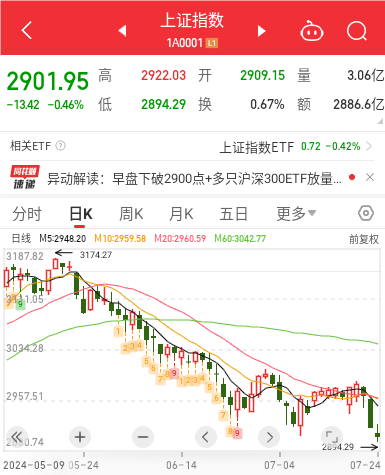 上证指数
1A0001 L1
2901.95 高 2922.03 开 2909.15 量 3.06亿
-13.42 -0.46% 低 2894.29 换 0.67% 额 2886.6亿
相关ETF 上证指数ETF 0.72 -0.42%
同花顺 速递 异动解读：早盘下破2900点+多只沪深300ETF放量...
分时 日K 周K 月K 五日 更多
日线 M5:2948.20 M10:2959.58 M20:2960.59 M60:3042.77 前复权
3187.82
3174.27
3034.28
2957.51
2894.29
2024-05-09 05-24 06-14 07-04 07-24